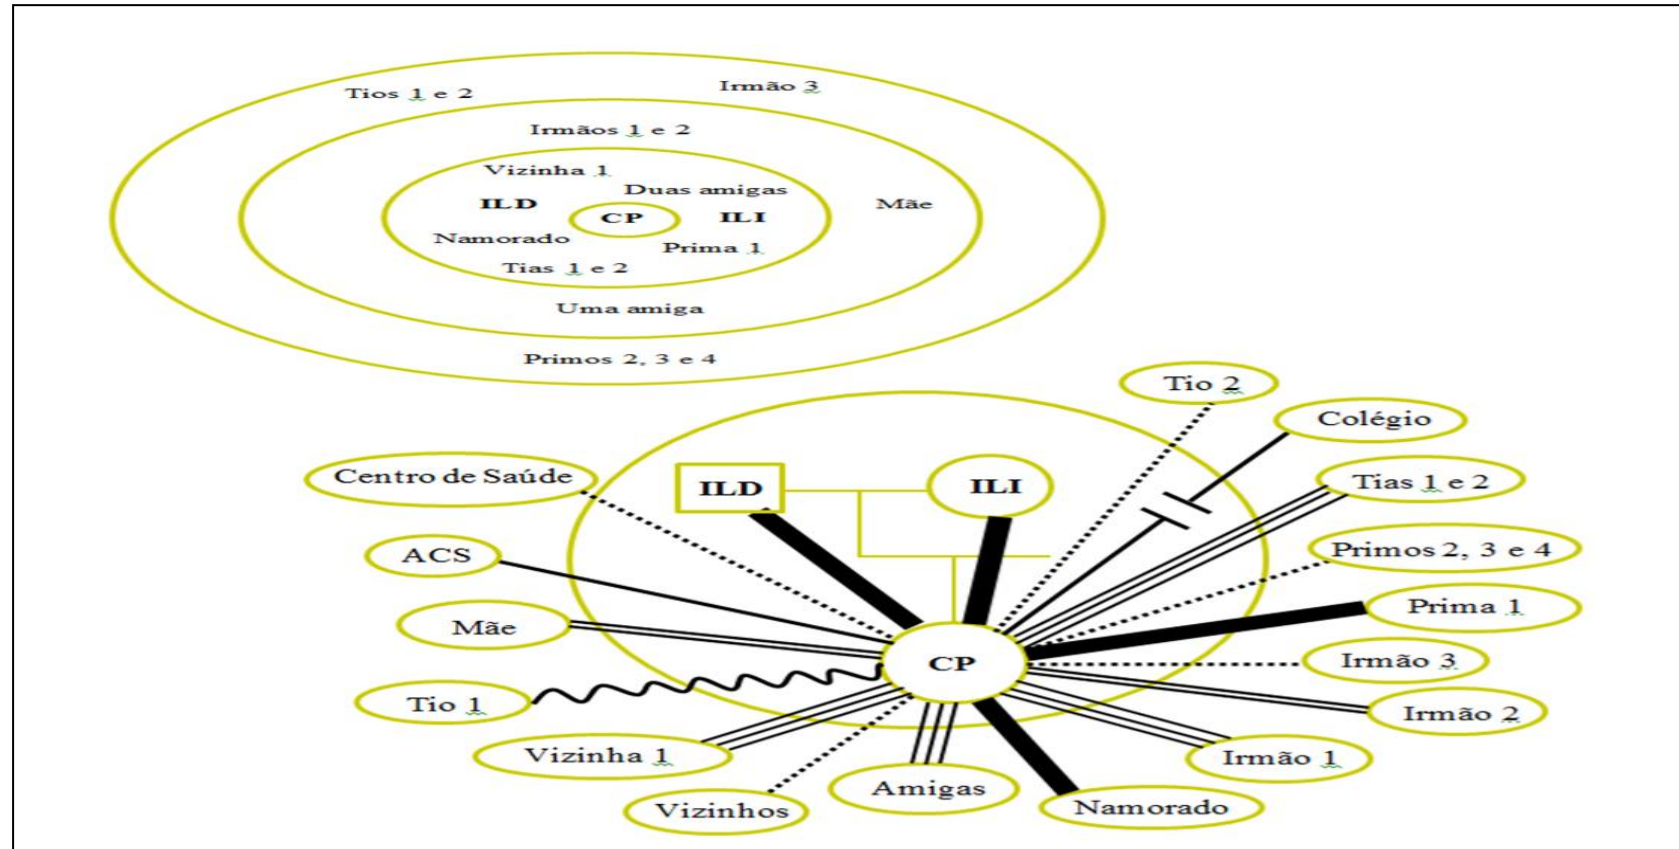 Tios 1 e 2
Irmão 3
Irmãos 1 e 2
Vizinha 1
Duas amigas
ILD
CP
ILI
Mãe
Namorado
Prima 1
Tias 1 e 2
Uma amiga
Primos 2, 3 e 4
Tio 2
Colégio
Centro de Saúde
ILD
ILI
Tias 1 e 2
ACS
Primos 2, 3 e 4
Prima 1
Mãe
CP
Irmão 3
Tio 1
Irmão 2
Vizinha 1
Irmão 1
Amigas
Vizinhos
Namorado